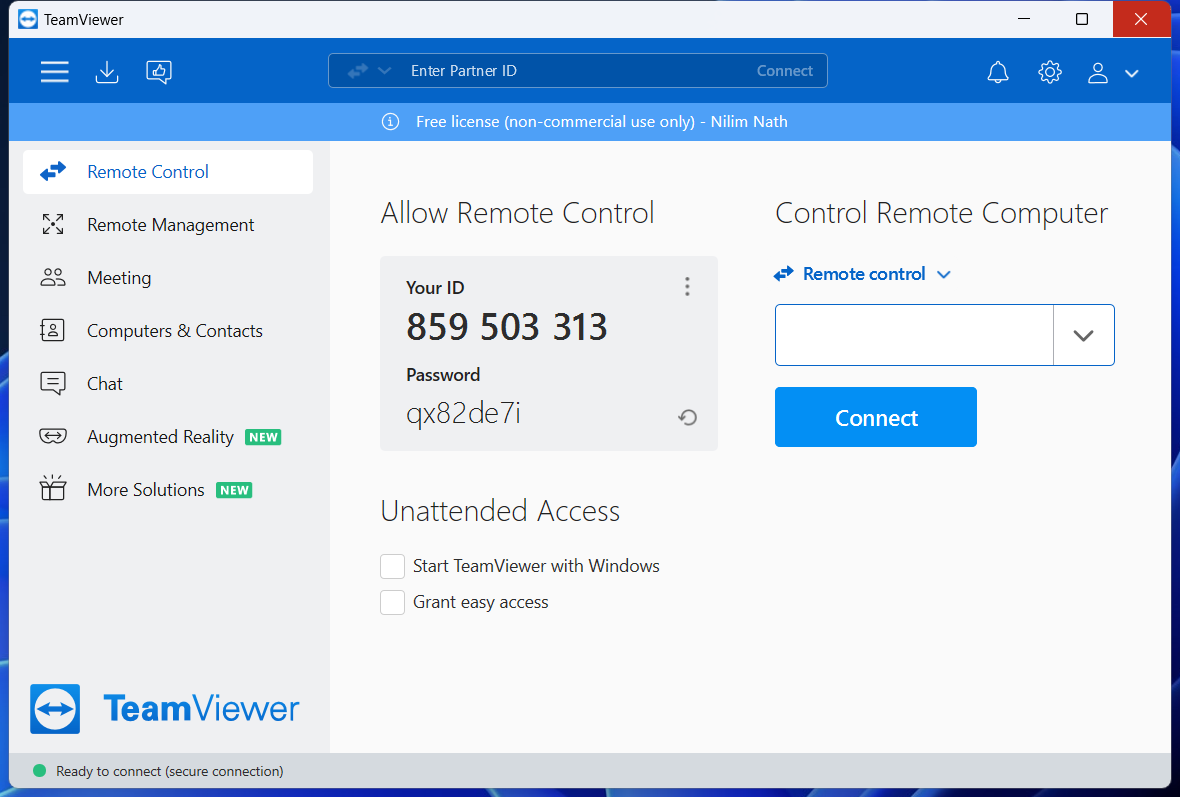 TeamViewer
Enter Partner ID Connect
Free license (non-commercial use only) - Nilim Nath
Remote Control
Remote Management
Meeting
Computers & Contacts
Chat
Augmented Reality NEW
More Solutions NEW
TeamViewer
Allow Remote Control
Your ID
859 503 313
Password
qx82de7i
Unattended Access
Start TeamViewer with Windows
Grant easy access
Control Remote Computer
Remote control
Connect
Ready to connect (secure connection)